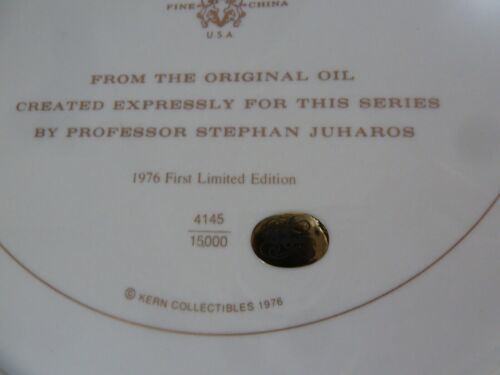 FINE CHINA
U.S.A
FROM THE ORIGINAL OIL
CREATED EXPRESSLY FOR THIS SERIES
BY PROFESSOR STEPHAN JUHAROS
1976 First Limited Edition
4145
15000
© KERN COLLECTIBLES 1976